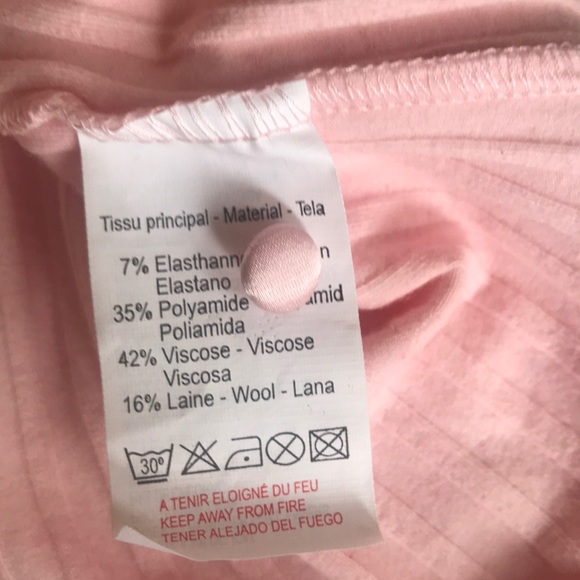 Tissu principal - Material - Tela
7% Elasthann
Elastano
35% Polyamide
Poliamida
42% Viscose - Viscose
Viscosa
16% Laine - Wool - Lana
30°
A TENIR ELOIGNÉ DU FEU
KEEP AWAY FROM FIRE
TENER ALEJADO DEL FUEGO